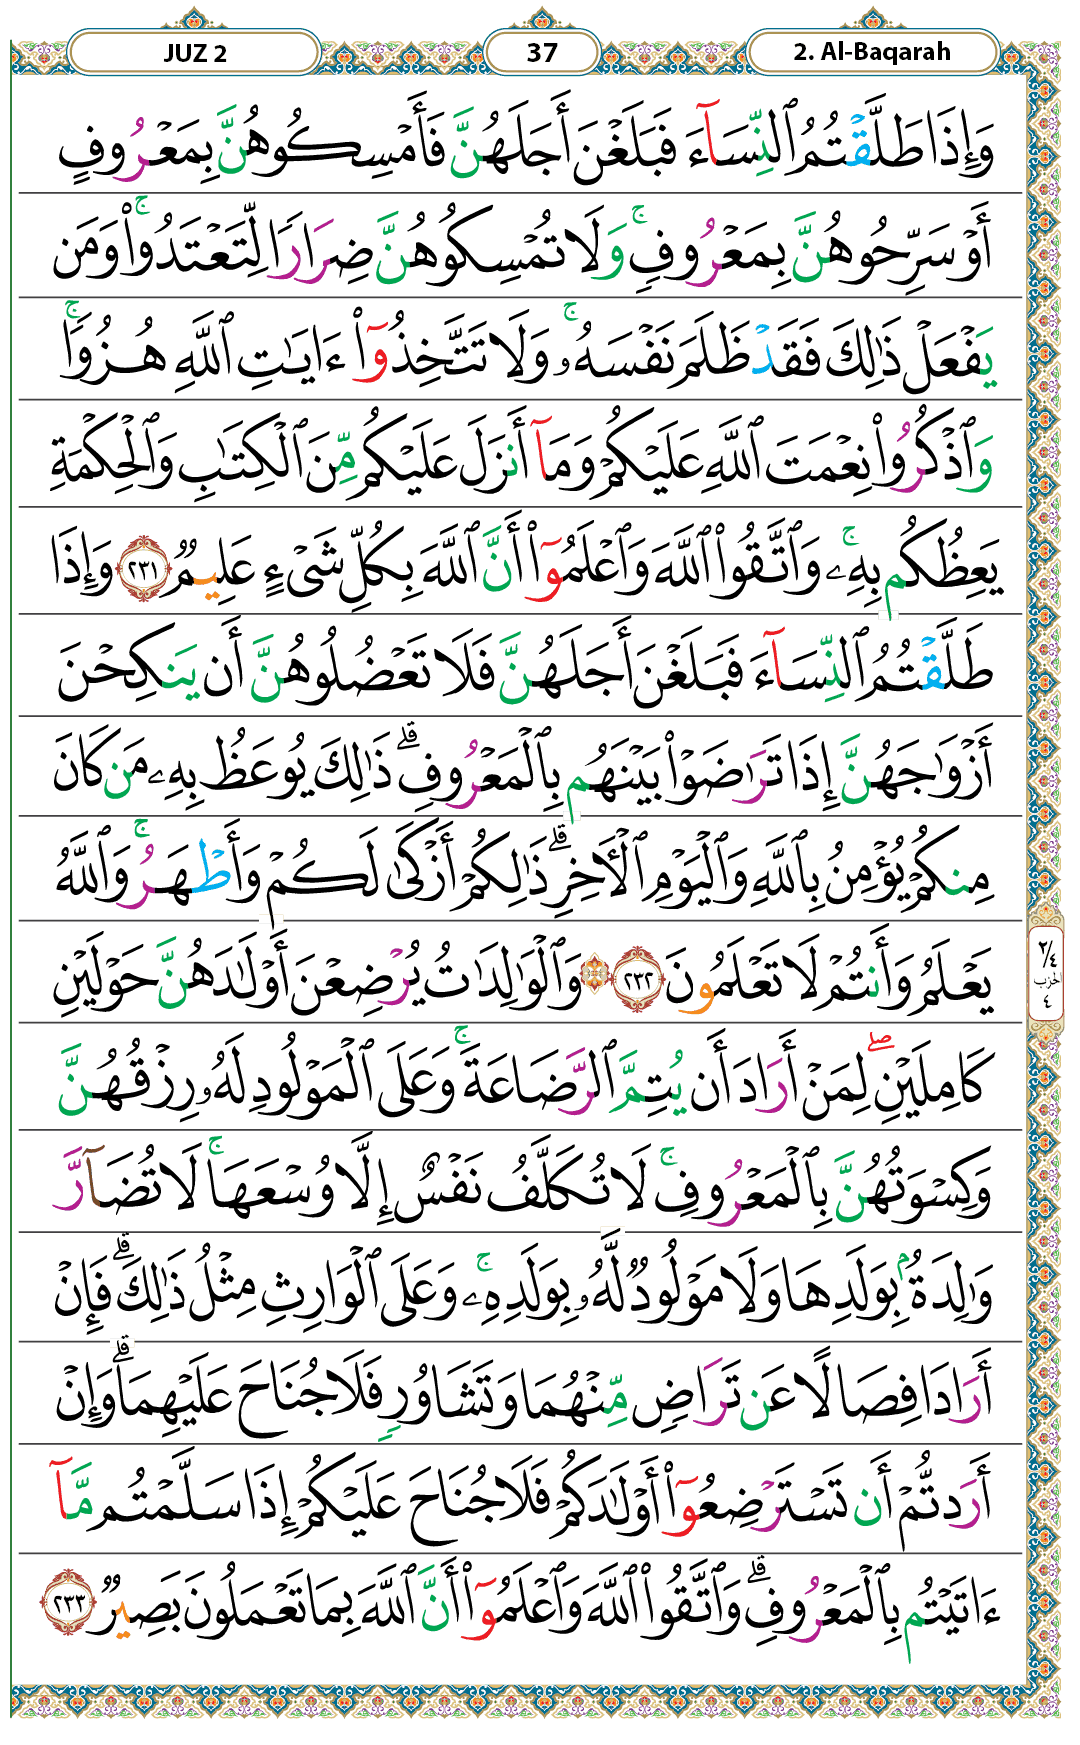 JUZ 2
37
2. Al-Baqarah
وَإِذَا طَلَّقْتُمُ ٱلنِّسَآءَ فَبَلَغْنَ أَجَلَهُنَّ فَأَمْسِكُوهُنَّ بِمَعْرُوفٍ
أَوْ سَرِّحُوهُنَّ بِمَعْرُوفٍ ۚ وَلَا تُمْسِكُوهُنَّ ضِرَارًا لِّتَعْتَدُوا۟ ۚ وَمَن
يَفْعَلْ ذَٰلِكَ فَقَدْ ظَلَمَ نَفْسَهُۥ ۚ وَلَا تَتَّخِذُوٓا۟ ءَايَـٰتِ ٱللَّهِ هُزُوًا ۚ
وَٱذْكُرُوا۟ نِعْمَتَ ٱللَّهِ عَلَيْكُمْ وَمَآ أَنزَلَ عَلَيْكُم مِّنَ ٱلْكِتَـٰبِ وَٱلْحِكْمَةِ
يَعِظُكُم بِهِۦ ۚ وَٱتَّقُوا۟ ٱللَّهَ وَٱعْلَمُوٓا۟ أَنَّ ٱللَّهَ بِكُلِّ شَىْءٍ عَلِيمٌ ٢٣١ وَإِذَا
طَلَّقْتُمُ ٱلنِّسَآءَ فَبَلَغْنَ أَجَلَهُنَّ فَلَا تَعْضُلُوهُنَّ أَن يَنكِحْنَ
أَزْوَٰجَهُنَّ إِذَا تَرَٰضَوْا۟ بَيْنَهُم بِٱلْمَعْرُوفِ ۗ ذَٰلِكَ يُوعَظُ بِهِۦ مَن كَانَ
مِنكُمْ يُؤْمِنُ بِٱللَّهِ وَٱلْيَوْمِ ٱلْـَٔاخِرِ ۗ ذَٰلِكُمْ أَزْكَىٰ لَكُمْ وَأَطْهَرُ ۚ وَٱللَّهُ
يَعْلَمُ وَأَنتُمْ لَا تَعْلَمُونَ ٢٣٢ وَٱلْوَٰلِدَٰتُ يُرْضِعْنَ أَوْلَـٰدَهُنَّ حَوْلَيْنِ
٢/٤
الحزب
٤
كَامِلَيْنِ ۖ لِمَنْ أَرَادَ أَن يُتِمَّ ٱلرَّضَاعَةَ ۚ وَعَلَى ٱلْمَوْلُودِ لَهُۥ رِزْقُهُنَّ
وَكِسْوَتُهُنَّ بِٱلْمَعْرُوفِ ۚ لَا تُكَلَّفُ نَفْسٌ إِلَّا وُسْعَهَا ۚ لَا تُضَآرَّ
وَٰلِدَةٌۢ بِوَلَدِهَا وَلَا مَوْلُودٌ لَّهُۥ بِوَلَدِهِۦ ۚ وَعَلَى ٱلْوَارِثِ مِثْلُ ذَٰلِكَ ۗ فَإِنْ
أَرَادَا فِصَالًا عَن تَرَاضٍ مِّنْهُمَا وَتَشَاوُرٍ فَلَا جُنَاحَ عَلَيْهِمَا ۗ وَإِنْ
أَرَدتُّمْ أَن تَسْتَرْضِعُوٓا۟ أَوْلَـٰدَكُمْ فَلَا جُنَاحَ عَلَيْكُمْ إِذَا سَلَّمْتُم مَّآ
ءَاتَيْتُم بِٱلْمَعْرُوفِ ۗ وَٱتَّقُوا۟ ٱللَّهَ وَٱعْلَمُوٓا۟ أَنَّ ٱللَّهَ بِمَا تَعْمَلُونَ بَصِيرٌ ٢٣٣